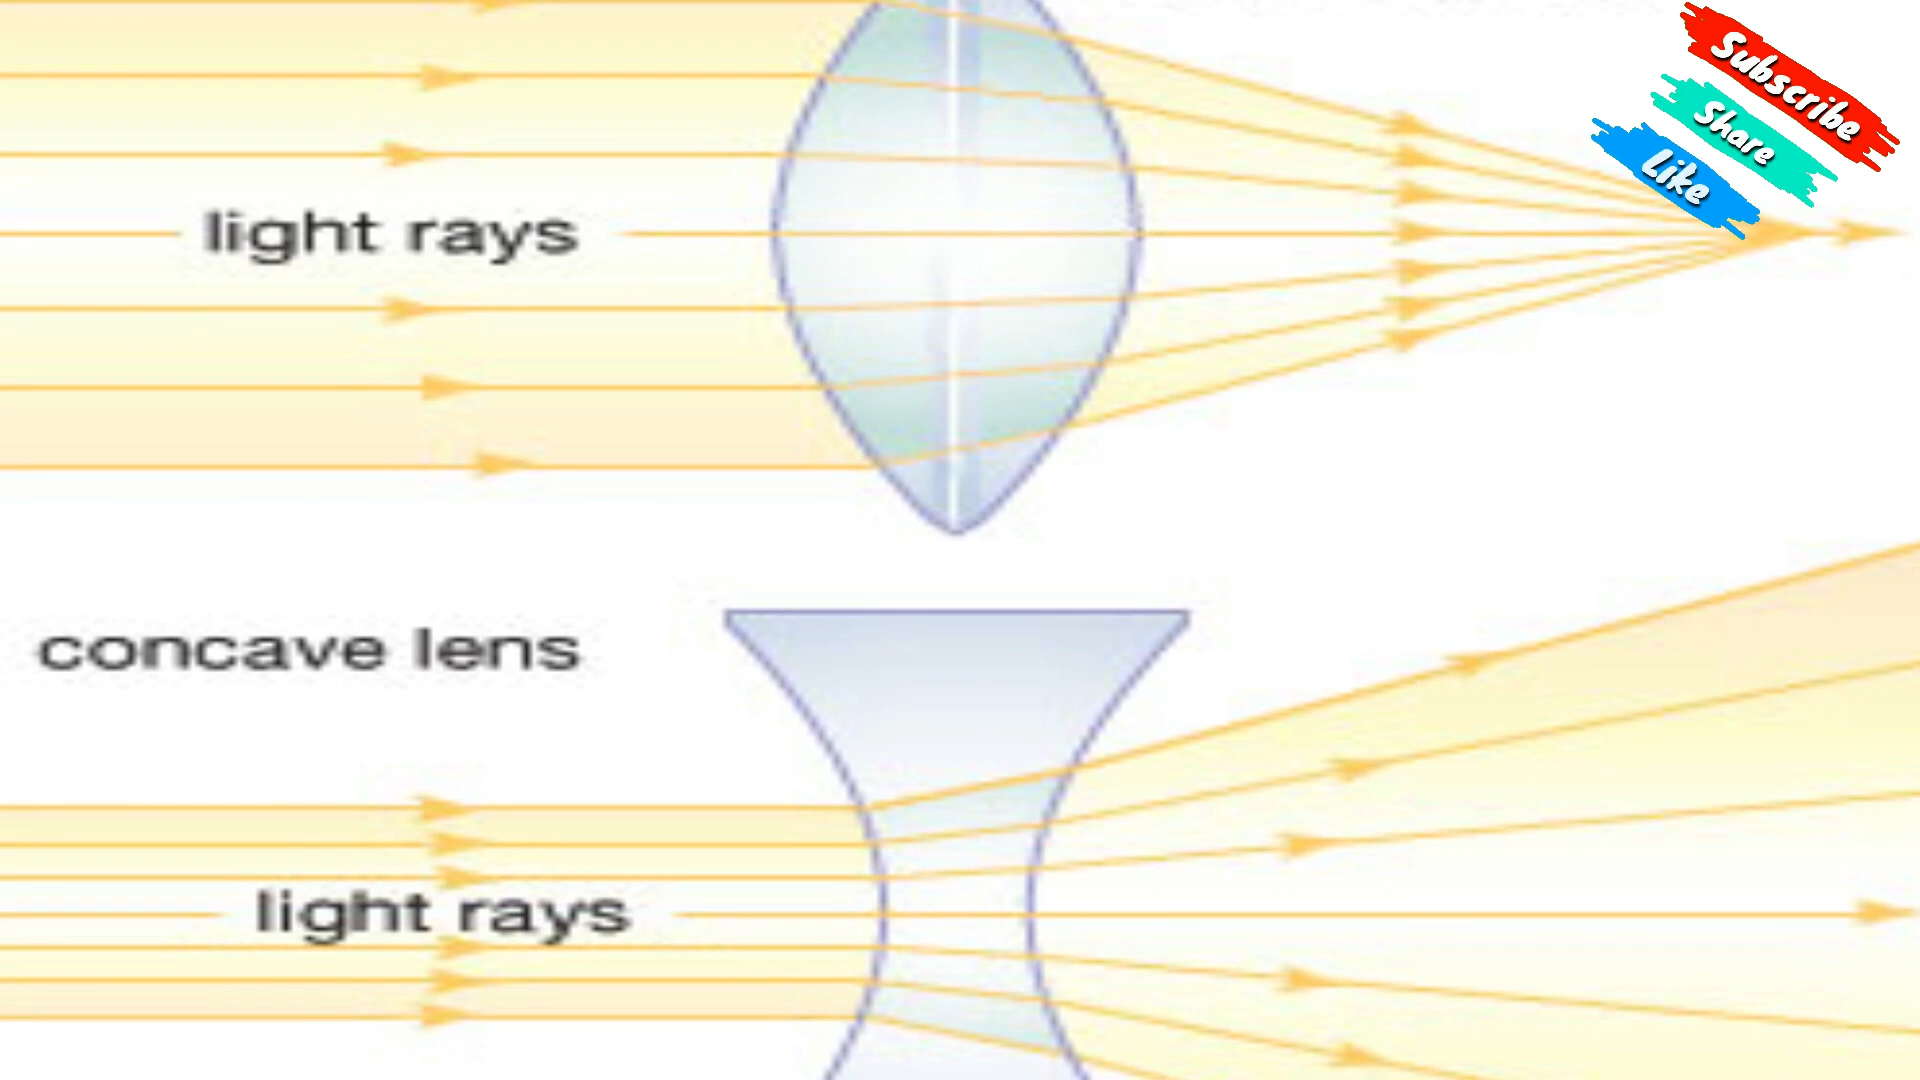 Subscribe
Share
Like
light rays
concave lens
light rays